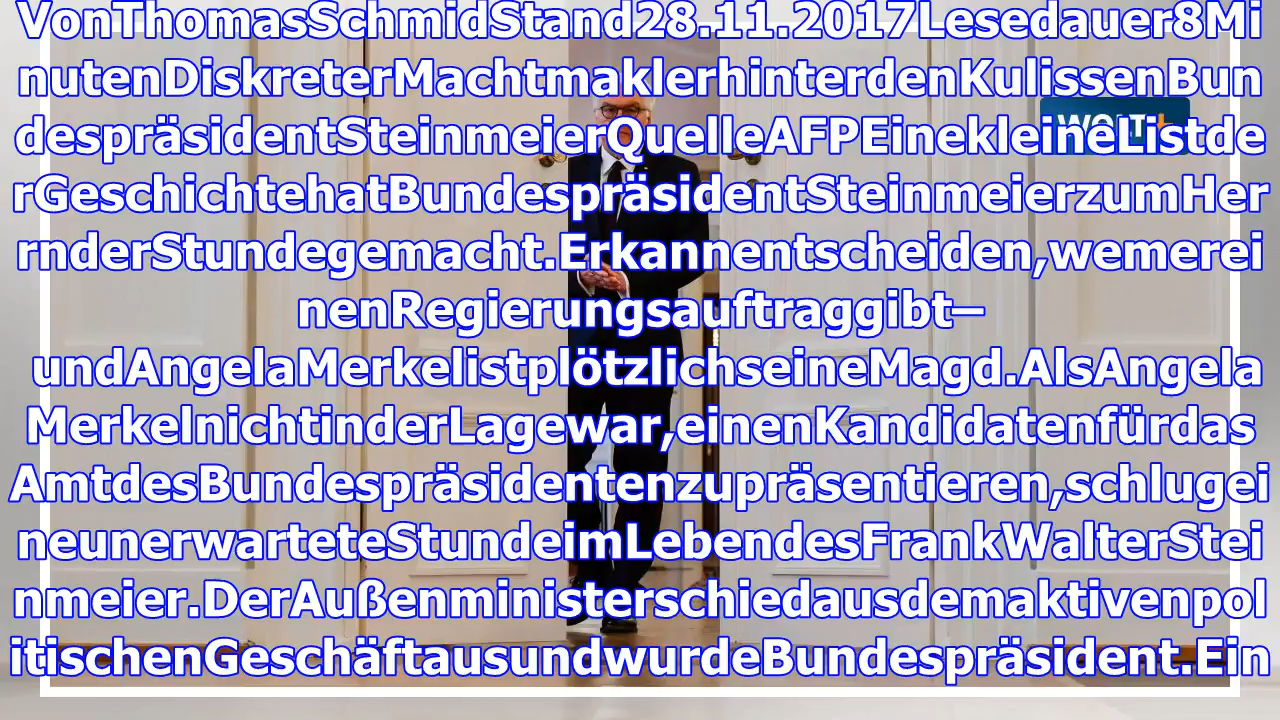 VonThomasSchmidStand28.11.2017Lesedauer8Mi
nutenDiskreterMachtmaklerhinterdenKulissenBun
despräsidentSteinmeierQuelleAFPEinekleineListde
rGeschichtehatBundespräsidentSteinmeierzumHer
rnderStundegemacht.Erkannentscheiden,wemerei
nenRegierungsauftraggibt—
undAngelaMerkelistplötzlichseineMagd.AlsAngela
MerkelnichtinderLagewar,einenKandidatenfürdas
AmtdesBundespräsidentenzupräsentieren,schlugei
neunerwarteteStundeimLebendesFrankWalterStei
nmeier.DerAußenministerschiedausdemaktivenpol
itischenGeschäftausundwurdeBundespräsident.Ein